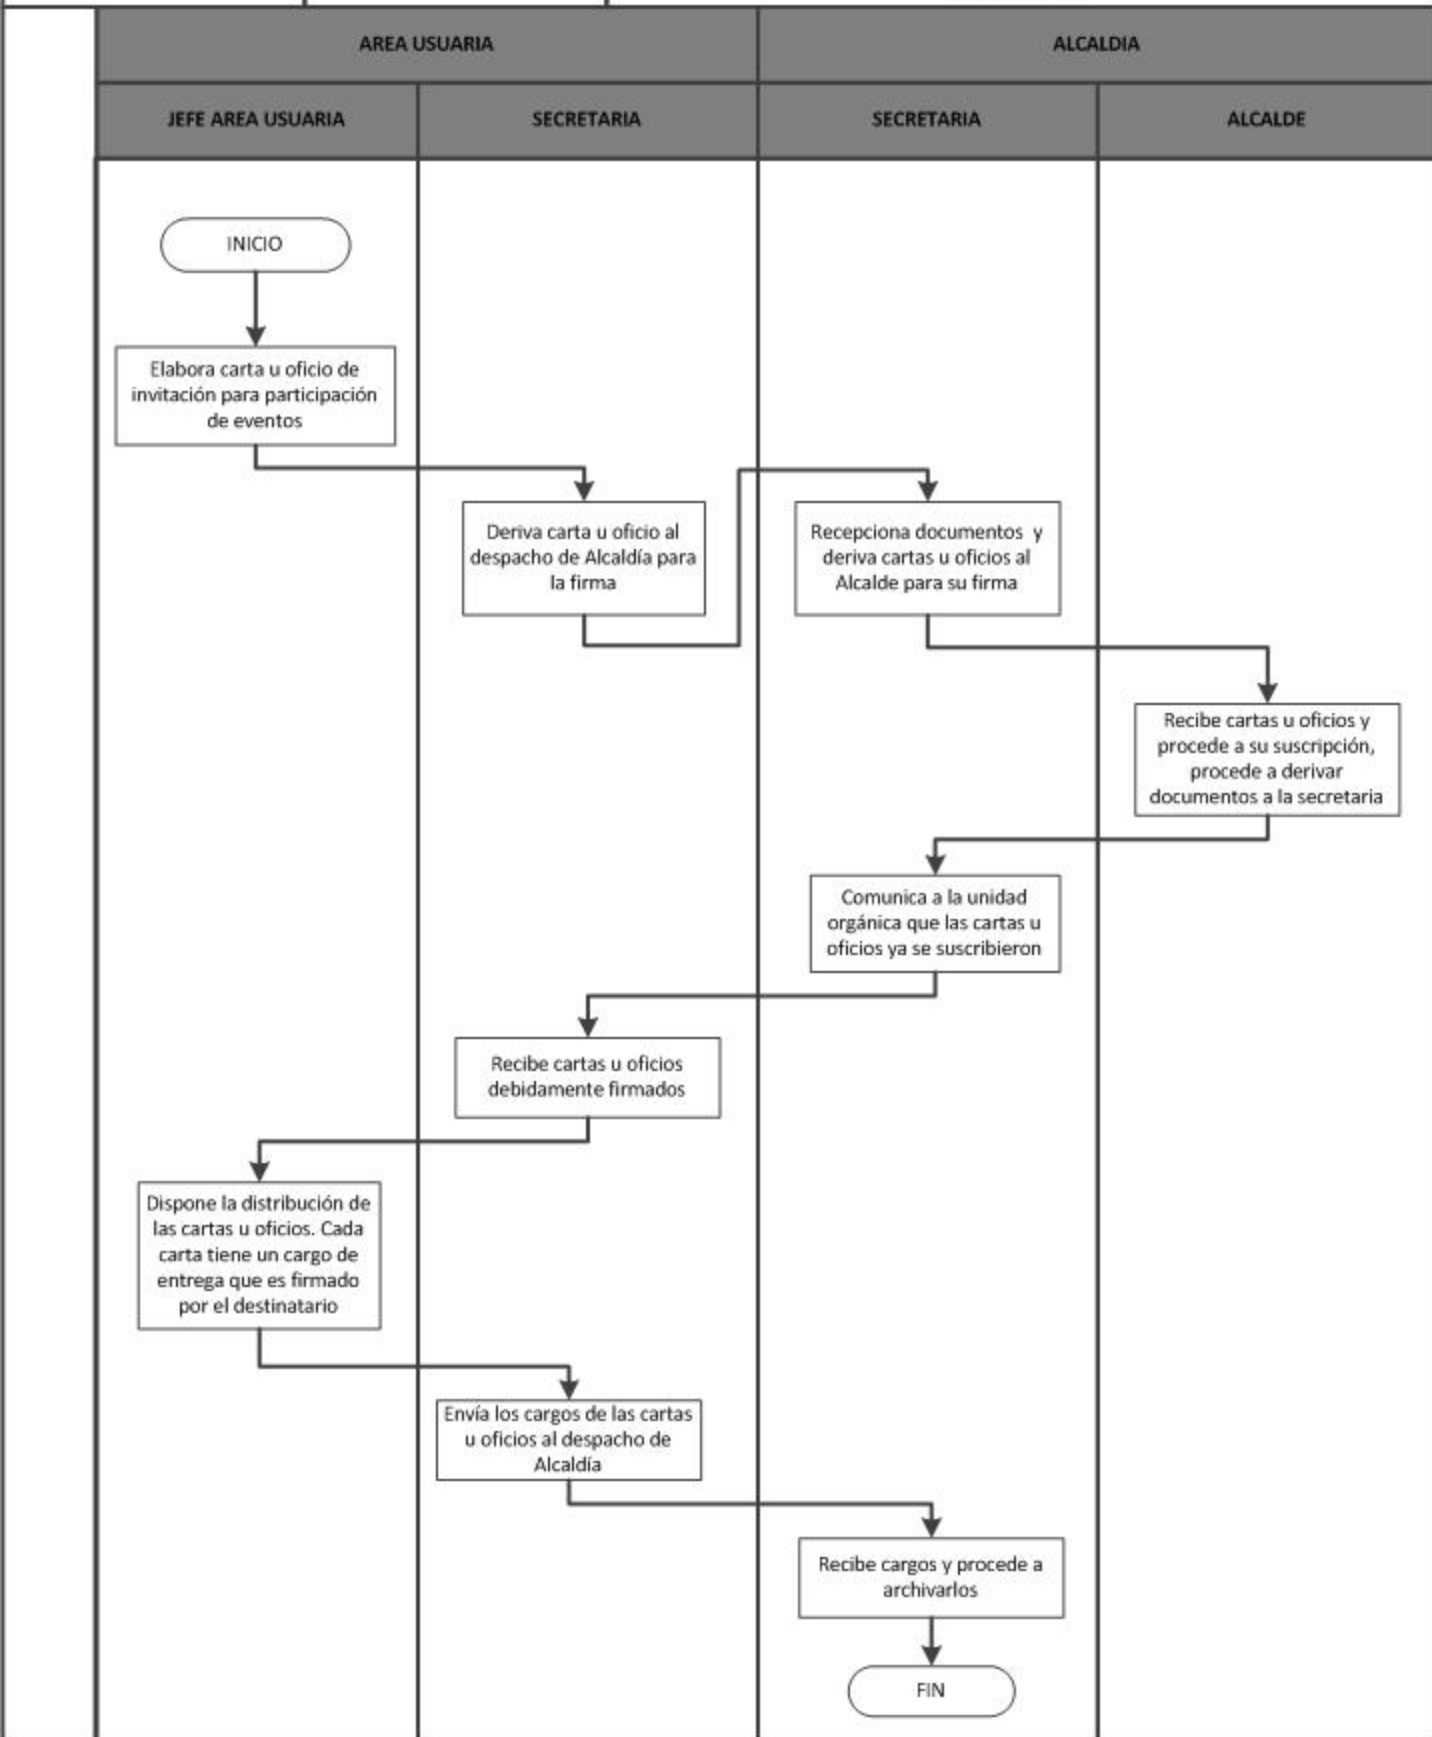 AREA USUARIA
ALCALDIA
JEFE AREA USUARIA
SECRETARIA
SECRETARIA
ALCALDE
INICIO
Elabora carta u oficio de
invitación para participación
de eventos
Deriva carta u oficio al
despacho de Alcaldía para
la firma
Recepciona documentos y
deriva cartas u oficios al
Alcalde para su firma
Recibe cartas u oficios y
procede a su suscripción,
procede a derivar
documentos a la secretaria
Comunica a la unidad
orgánica que las cartas u
oficios ya se suscribieron
Recibe cartas u oficios
debidamente firmados
Dispone la distribución de
las cartas u oficios. Cada
carta tiene un cargo de
entrega que es firmado
por el destinatario
Envía los cargos de las cartas
u oficios al despacho de
Alcaldía
Recibe cargos y procede a
archivarlos
FIN